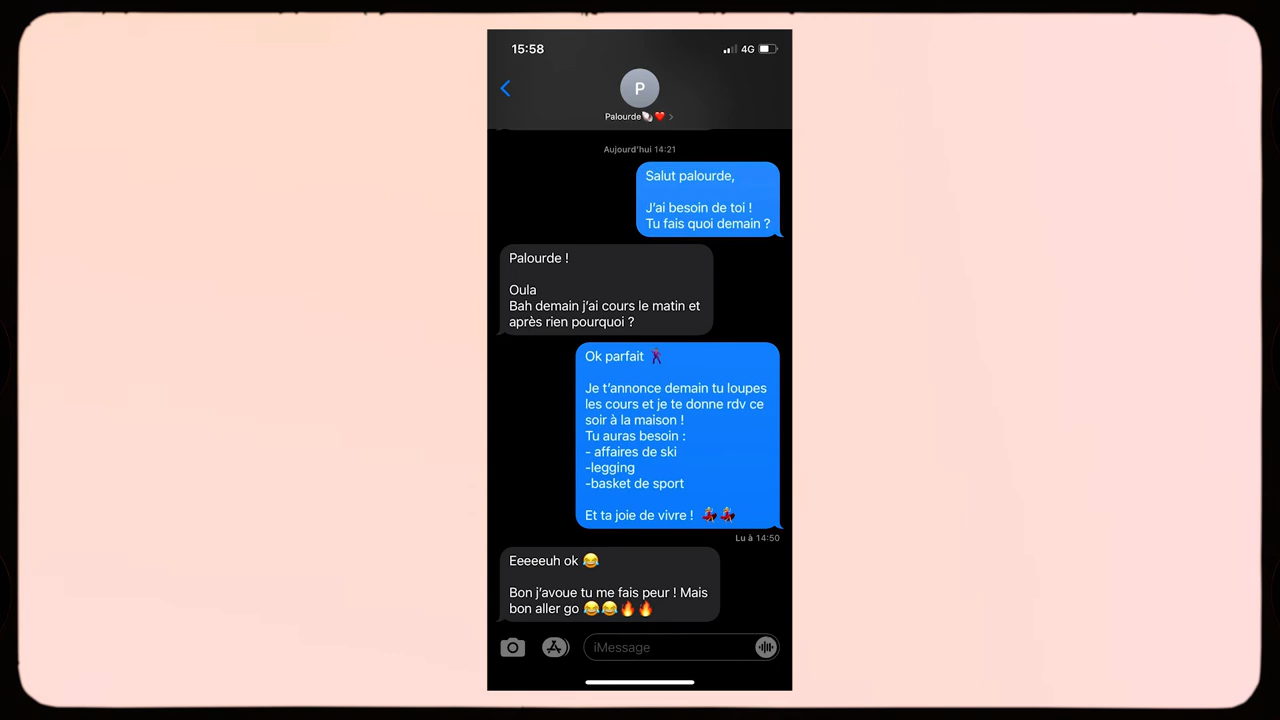 15:58
4G
P
Palourde🐚❤️ >
Aujourd'hui 14:21
Salut palourde,
J'ai besoin de toi !
Tu fais quoi demain ?
Palourde !
Oula
Bah demain j'ai cours le matin et
après rien pourquoi ?
Ok parfait 🕺
Je t'annonce demain tu loupes
les cours et je te donne rdv ce
soir à la maison !
Tu auras besoin :
- affaires de ski
-legging
-basket de sport
Et ta joie de vivre ! 💃💃
Lu à 14:50
Eeeeeuh ok 😂
Bon j'avoue tu me fais peur ! Mais
bon aller go 😂😂🔥🔥
iMessage